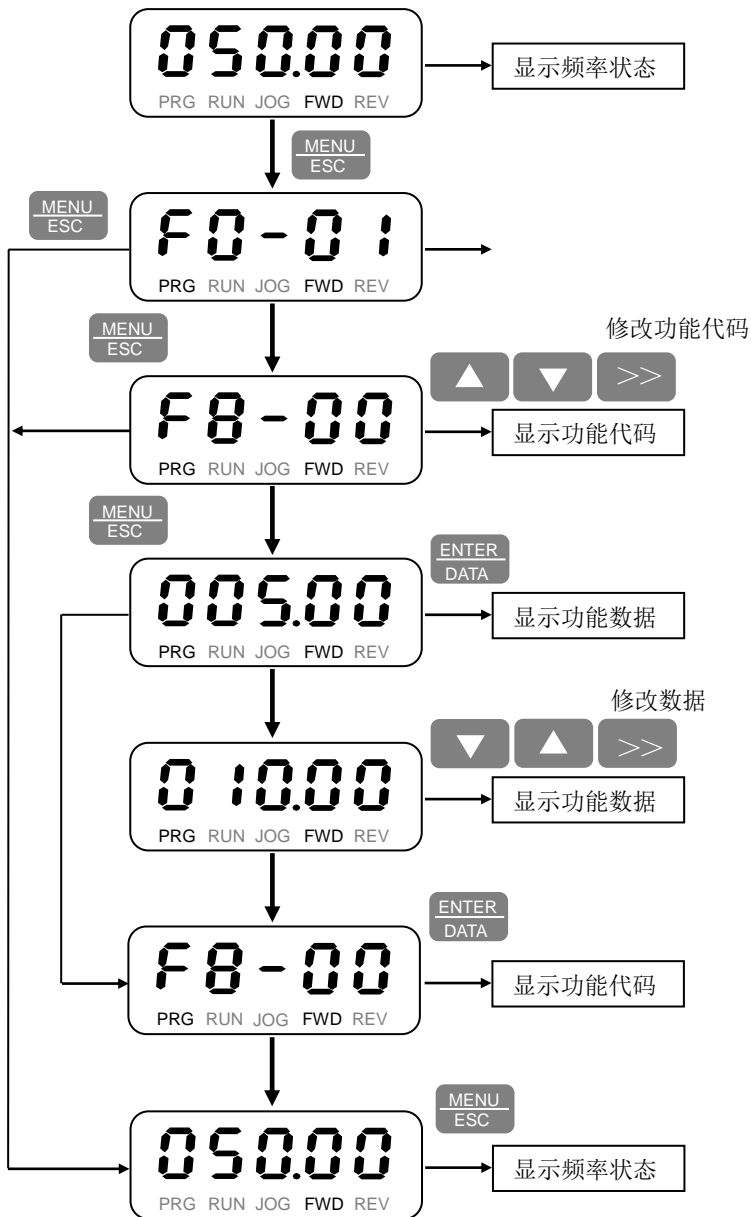 050.00
显示频率状态
PRG RUN JOG FWD REV
MENU
ESC
MENU
ESC
F0-01
PRG RUN JOG FWD REV
MENU
ESC
修改功能代码
>>
F8-00
显示功能代码
PRG RUN JOG FWD REV
MENU
ESC
ENTER
DATA
005.00
显示功能数据
PRG RUN JOG FWD REV
修改数据
>>
010.00
显示功能数据
PRG RUN JOG FWD REV
ENTER
DATA
F8-00
显示功能代码
PRG RUN JOG FWD REV
MENU
ESC
050.00
显示频率状态
PRG RUN JOG FWD REV